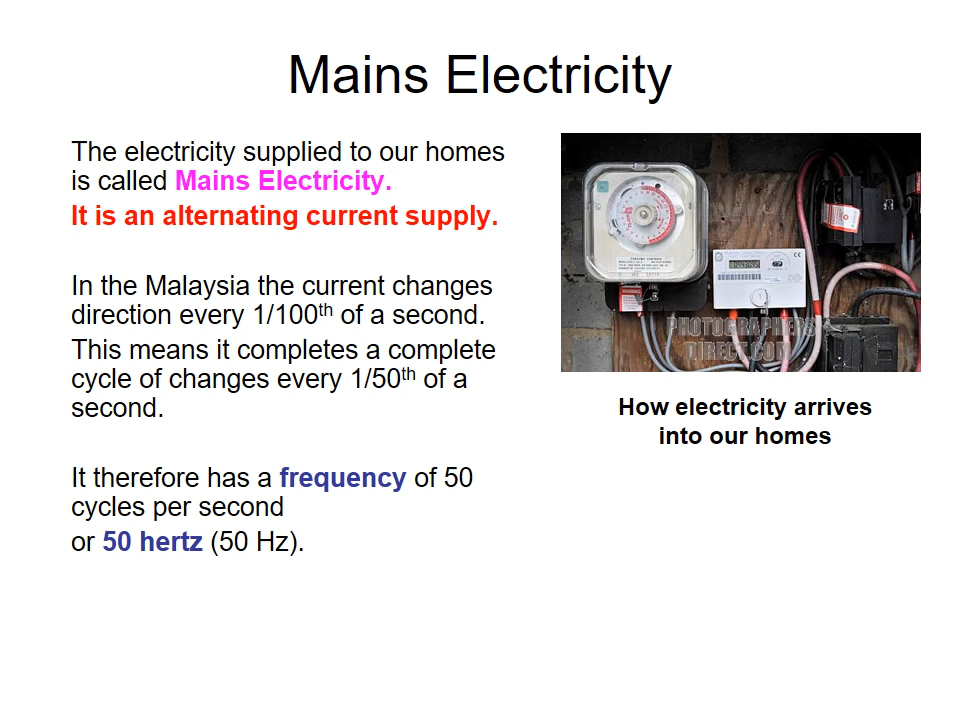 Mains Electricity
The electricity supplied to our homes
is called Mains Electricity.
It is an alternating current supply.
In the Malaysia the current changes
direction every 1/100th of a second.
This means it completes a complete
cycle of changes every 1/50th of a
second.
It therefore has a frequency of 50
cycles per second
or 50 hertz (50 Hz).
PHOTOGRAPHERS
DIRECT.COM
How electricity arrives
into our homes